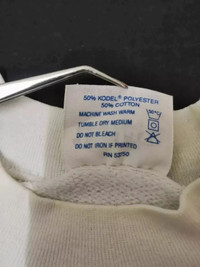 50% KODEL® POLYESTER
50% COTTON
MACHINE WASH WARM
TUMBLE DRY MEDIUM
DO NOT BLEACH
DO NOT IRON IF PRINTED
RN 53750